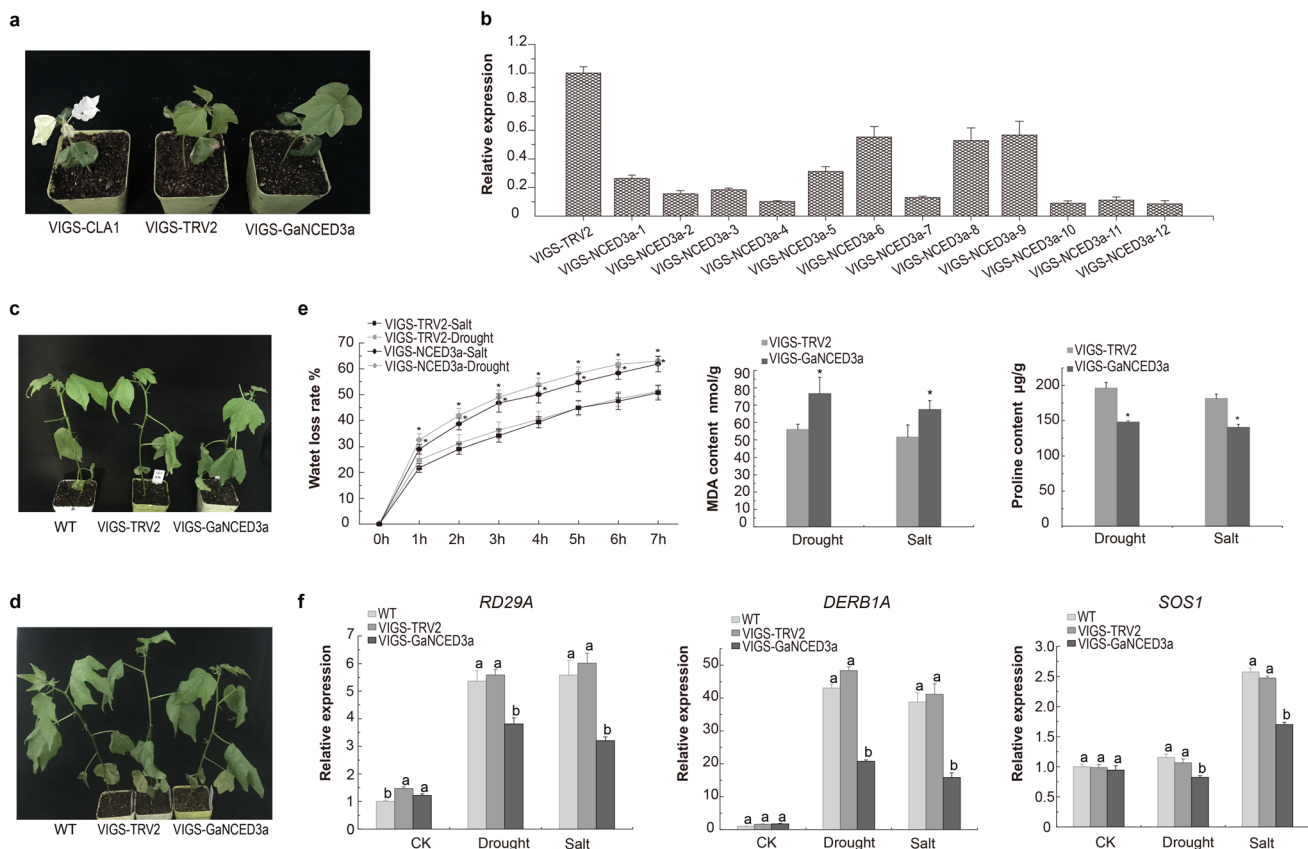 a
VIGS-CLA1 VIGS-TRV2 VIGS-GaNCED3a
b
Relative expression
1.2
1.0
0.8
0.6
0.4
0.2
0
VIGS-TRV2
VIGS-NCED3a-1
VIGS-NCED3a-2
VIGS-NCED3a-3
VIGS-NCED3a-4
VIGS-NCED3a-5
VIGS-NCED3a-6
VIGS-NCED3a-7
VIGS-NCED3a-8
VIGS-NCED3a-9
VIGS-NCED3a-10
VIGS-NCED3a-11
VIGS-NCED3a-12
c
WT VIGS-TRV2 VIGS-GaNCED3a
d
WT VIGS-TRV2 VIGS-GaNCED3a
e
VIGS-TRV2-Salt
VIGS-TRV2-Drought
VIGS-NCED3a-Salt
VIGS-NCED3a-Drought
Watet loss rate %
70
60
50
40
30
20
10
0
* * * * * * *
* * * * * * *
0h 1h 2h 3h 4h 5h 6h 7h
VIGS-TRV2
VIGS-GaNCED3a
MDA content nmol/g
90
80
70
60
50
40
30
20
10
0
* *
Drought Salt
VIGS-TRV2
VIGS-GaNCED3a
Proline content µg/g
200
150
100
50
0
* *
Drought Salt
f
RD29A
WT
VIGS-TRV2
VIGS-GaNCED3a
Relative expression
7
6
5
4
3
2
1
0
b a a a a b a a b
CK Drought Salt
DERB1A
WT
VIGS-TRV2
VIGS-GaNCED3a
Relative expression
50
40
30
20
10
0
a a a a a b a a b
CK Drought Salt
SOS1
WT
VIGS-TRV2
VIGS-GaNCED3a
Relative expression
3.0
2.5
2.0
1.5
1.0
0.5
0.0
a a a a a b a a b
CK Drought Salt